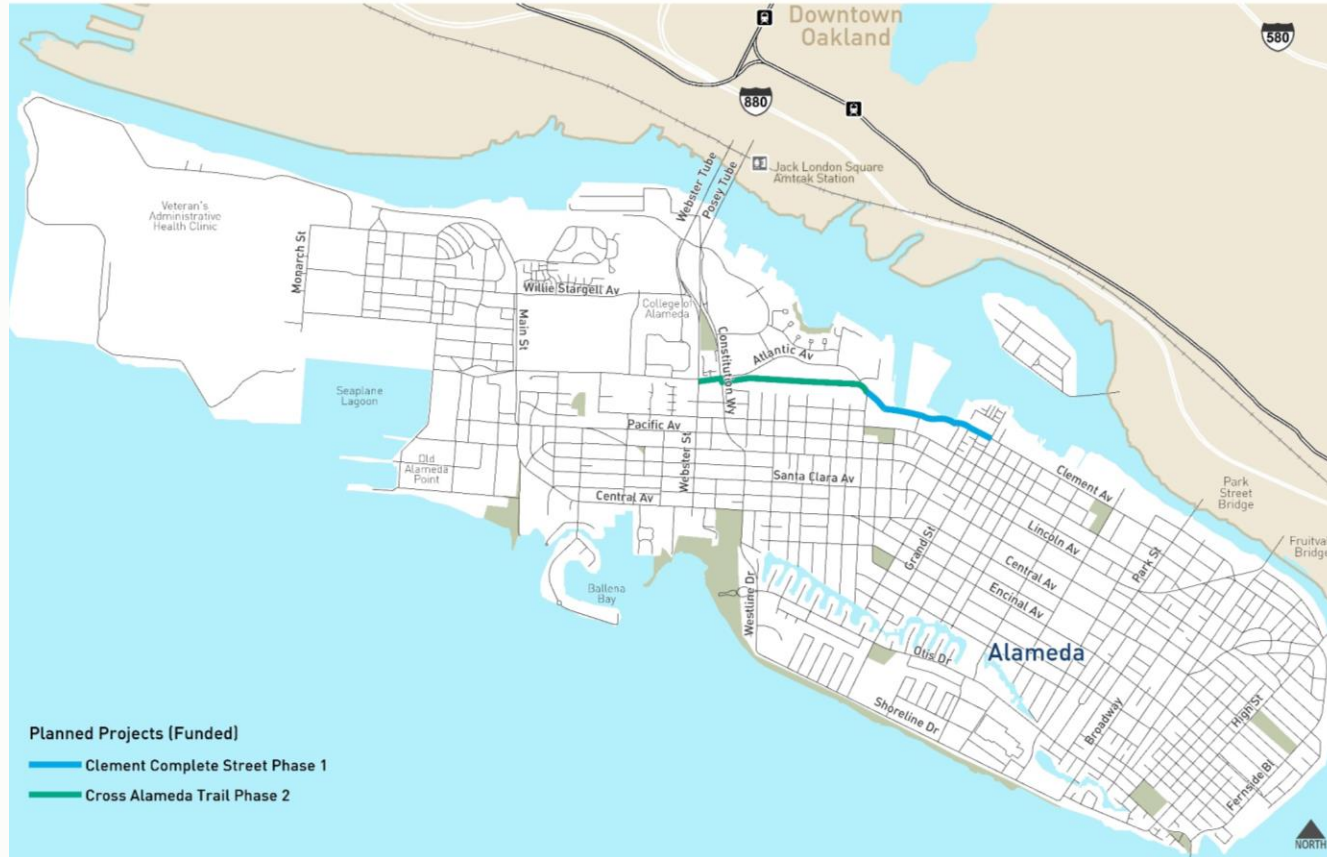 Downtown
Oakland
580
880
Jack London Square
Amtrak Station
Webster Tube
Posey Tube
Veteran's
Administrative
Health Clinic
Monarch St
Willie Stargell Av
College of
Alameda
Main St
Constitution Wy
Atlantic Av
Seaplane
Lagoon
Pacific Av
Webster St
Old
Alameda
Point
Santa Clara Av
Central Av
Clement Av
Park
Street
Bridge
Lincoln Av
Grand St
Central Av
Park St
Fruitva
Bridge
Encinal Av
Ballena
Bay
Westline Dr
Otis Dr
Alameda
Shoreline Dr
Broadway
High St
Fernside Bl
Planned Projects (Funded)
Clement Complete Street Phase 1
Cross Alameda Trail Phase 2
NORTH